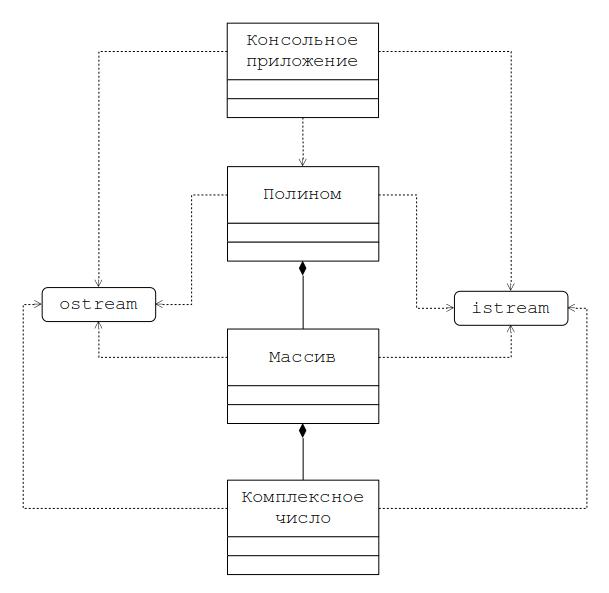 Консольное
приложение
Полином
ostream
istream
Массив
Комплексное
число